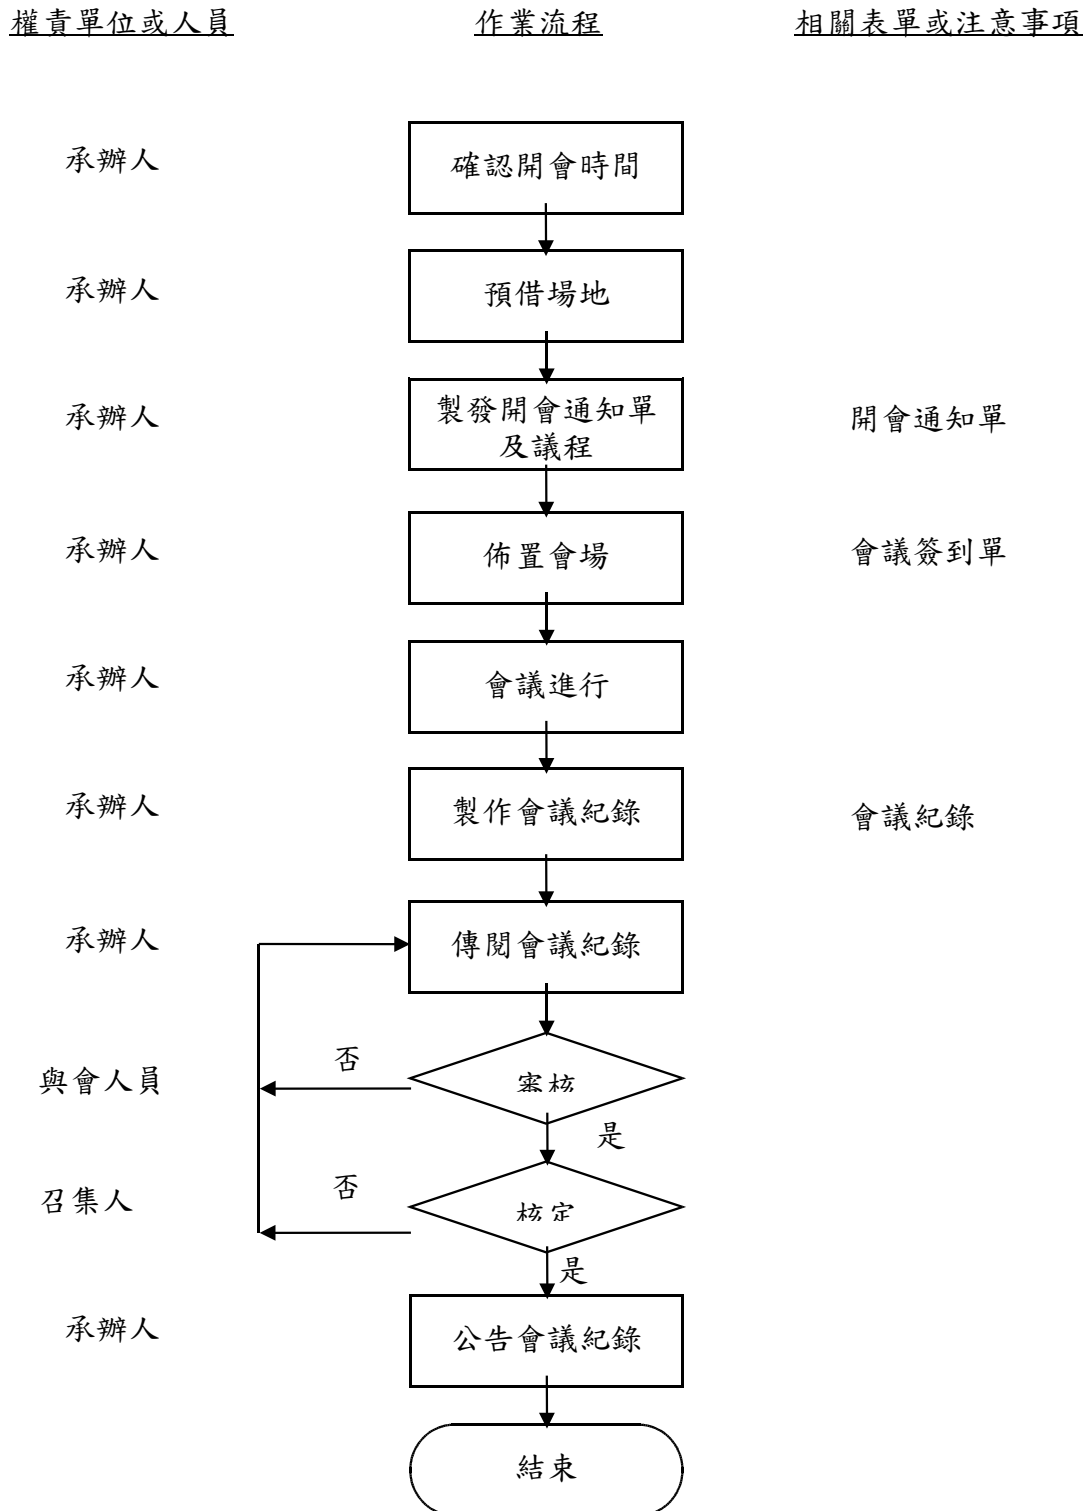 權責單位或人員
作業流程
相關表單或注意事項
承辦人
確認開會時間
承辦人
預借場地
承辦人
製發開會通知單
及議程
開會通知單
承辦人
佈置會場
會議簽到單
承辦人
會議進行
承辦人
製作會議紀錄
會議紀錄
承辦人
傳閱會議紀錄
與會人員
否
審核
是
召集人
否
核定
是
承辦人
公告會議紀錄
結束